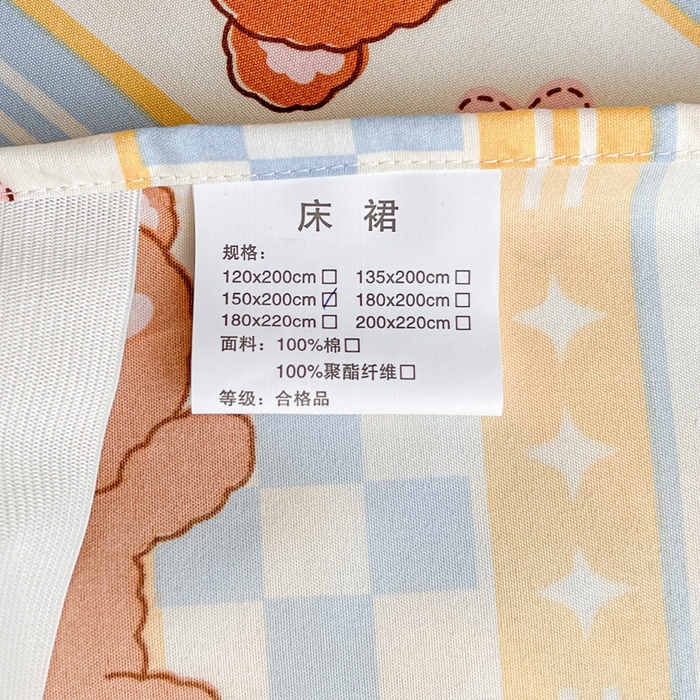 床 裙
规格：
120x200cm □ 135x200cm □
150x200cm ☑ 180x200cm □
180x220cm □ 200x220cm □
面料：100%棉□
100%聚酯纤维□
等级：合格品